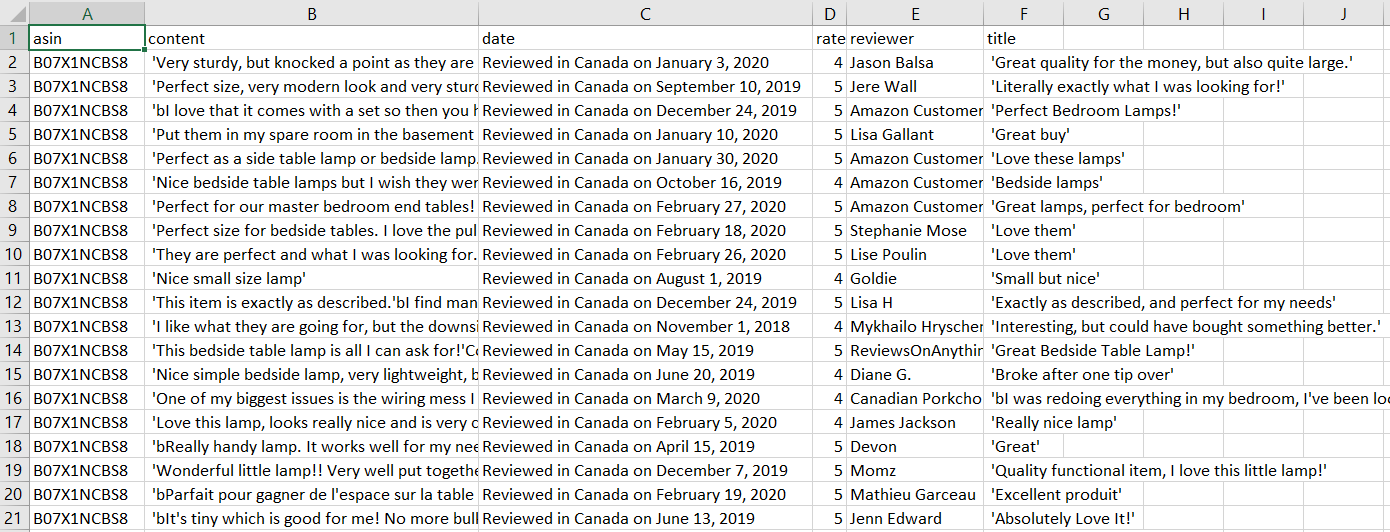 A B C D E F G H I J
1 asin content date rate reviewer title
2 B07X1NCBS8 'Very sturdy, but knocked a point as they are Reviewed in Canada on January 3, 2020 4 Jason Balsa 'Great quality for the money, but also quite large.'
3 B07X1NCBS8 'Perfect size, very modern look and very Reviewed in Canada on September 10, 2019 5 Jere Wall 'Literally exactly what I was looking for!'
4 B07X1NCBS8 'bI love that it comes with a set so then you Reviewed in Canada on December 24, 2019 5 Amazon Customer 'Perfect Bedroom Lamps!'
5 B07X1NCBS8 'Put them in my spare room in the basement Reviewed in Canada on January 10, 2020 5 Lisa Gallant 'Great buy'
6 B07X1NCBS8 'Perfect as a side table lamp or bedside lamp. Reviewed in Canada on January 30, 2020 5 Amazon Customer 'Love these lamps'
7 B07X1NCBS8 'Nice bedside table lamps but I wish they wer Reviewed in Canada on October 16, 2019 4 Amazon Customer 'Bedside lamps'
8 B07X1NCBS8 'Perfect for our master bedroom end tables! Reviewed in Canada on February 27, 2020 5 Amazon Customer 'Great lamps, perfect for bedroom'
9 B07X1NCBS8 'Perfect size for bedside tables. I love the pul Reviewed in Canada on February 18, 2020 5 Stephanie Mose 'Love them'
10 B07X1NCBS8 'They are perfect and what I was looking for. Reviewed in Canada on February 26, 2020 5 Lise Poulin 'Love them'
11 B07X1NCBS8 'Nice small size lamp' Reviewed in Canada on August 1, 2019 4 Goldie 'Small but nice'
12 B07X1NCBS8 'This item is exactly as described.'bI find man Reviewed in Canada on December 24, 2019 5 Lisa H 'Exactly as described, and perfect for my needs'
13 B07X1NCBS8 'I like what they are going for, but the downsi Reviewed in Canada on November 1, 2018 4 Mykhailo Hryscher 'Interesting, but could have bought something better.'
14 B07X1NCBS8 'This bedside table lamp is all I can ask for!'Co Reviewed in Canada on May 15, 2019 5 ReviewsOnAnythin 'Great Bedside Table Lamp!'
15 B07X1NCBS8 'Nice simple bedside lamp, very lightweight, b Reviewed in Canada on June 20, 2019 4 Diane G. 'Broke after one tip over'
16 B07X1NCBS8 'One of my biggest issues is the wiring mess I Reviewed in Canada on March 9, 2020 4 Canadian Porkcho 'bI was redoing everything in my bedroom, I've been loo
17 B07X1NCBS8 'Love this lamp, looks really nice and is very c Reviewed in Canada on February 5, 2020 4 James Jackson 'Really nice lamp'
18 B07X1NCBS8 'bReally handy lamp. It works well for my nee Reviewed in Canada on April 15, 2019 5 Devon 'Great'
19 B07X1NCBS8 'Wonderful little lamp!! Very well put togethe Reviewed in Canada on December 7, 2019 5 Momz 'Quality functional item, I love this little lamp!'
20 B07X1NCBS8 'bParfait pour gagner de l'espace sur la table Reviewed in Canada on February 19, 2020 5 Mathieu Garceau 'Excellent produit'
21 B07X1NCBS8 'bIt's tiny which is good for me! No more bul Reviewed in Canada on June 13, 2019 5 Jenn Edward 'Absolutely Love It!'